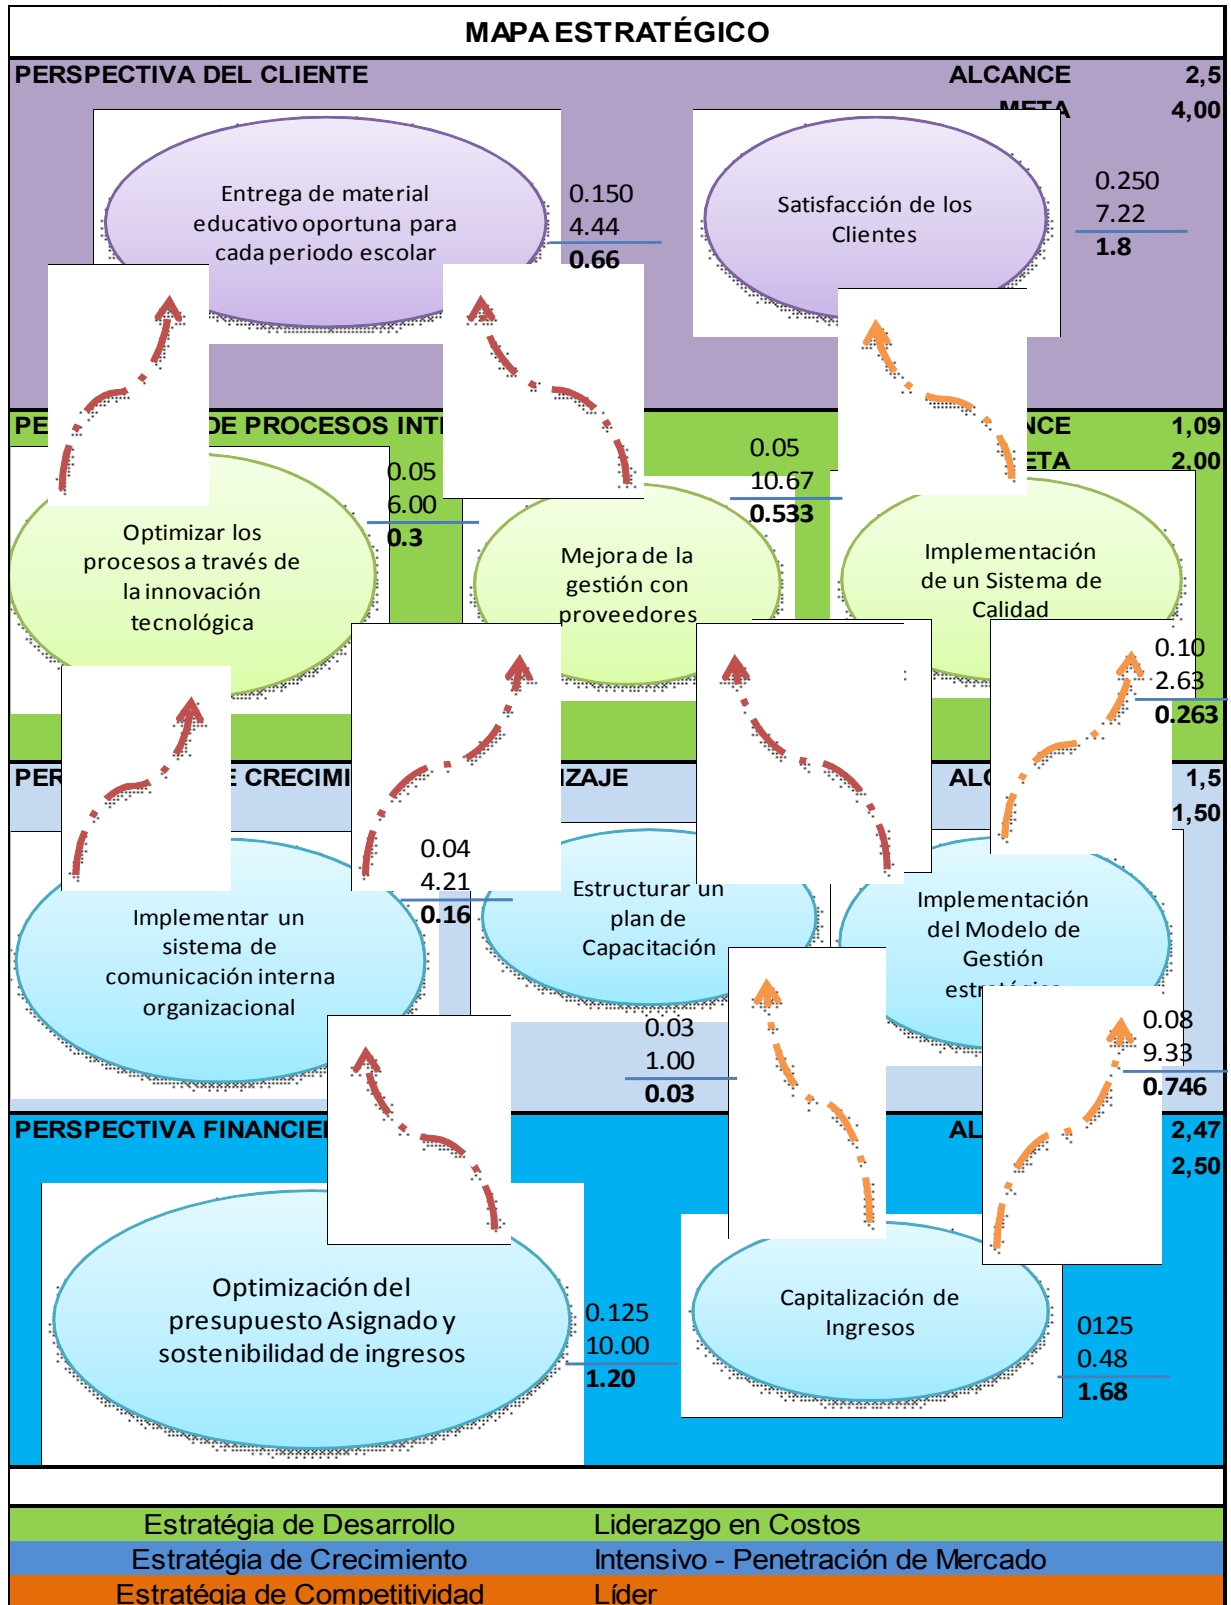 MAPA ESTRATÉGICO
PERSPECTIVA DEL CLIENTE
ALCANCE 2,5
META 4,00
Entrega de material
educativo oportuna para
cada periodo escolar
0.150
4.44
0.66
Satisfacción de los
Clientes
0.250
7.22
1.8
DE PROCESOS
1,09
2,00
Optimizar los
procesos a través de
la innovación
tecnológica
0.05
6.00
0.3
Mejora de la
gestión con
proveedores
0.05
10.67
0.533
Implementación
de un Sistema de
Calidad
0.10
2.63
0.263
1,5
1,50
Implementar un
sistema de
comunicación interna
organizacional
0.04
4.21
0.16
Estructurar un
plan de
Capacitación
0.03
1.00
0.03
Implementación
del Modelo de
Gestión
0.08
9.33
0.746
PERSPECTIVA
2,47
2,50
Optimización del
presupuesto Asignado y
sostenibilidad de ingresos
0.125
10.00
1.20
Capitalización de
Ingresos
0125
0.48
1.68
Estratégia de Desarrollo Liderazgo en Costos
Estratégia de Crecimiento Intensivo - Penetración de Mercado
Estratégia de Competitividad Líder